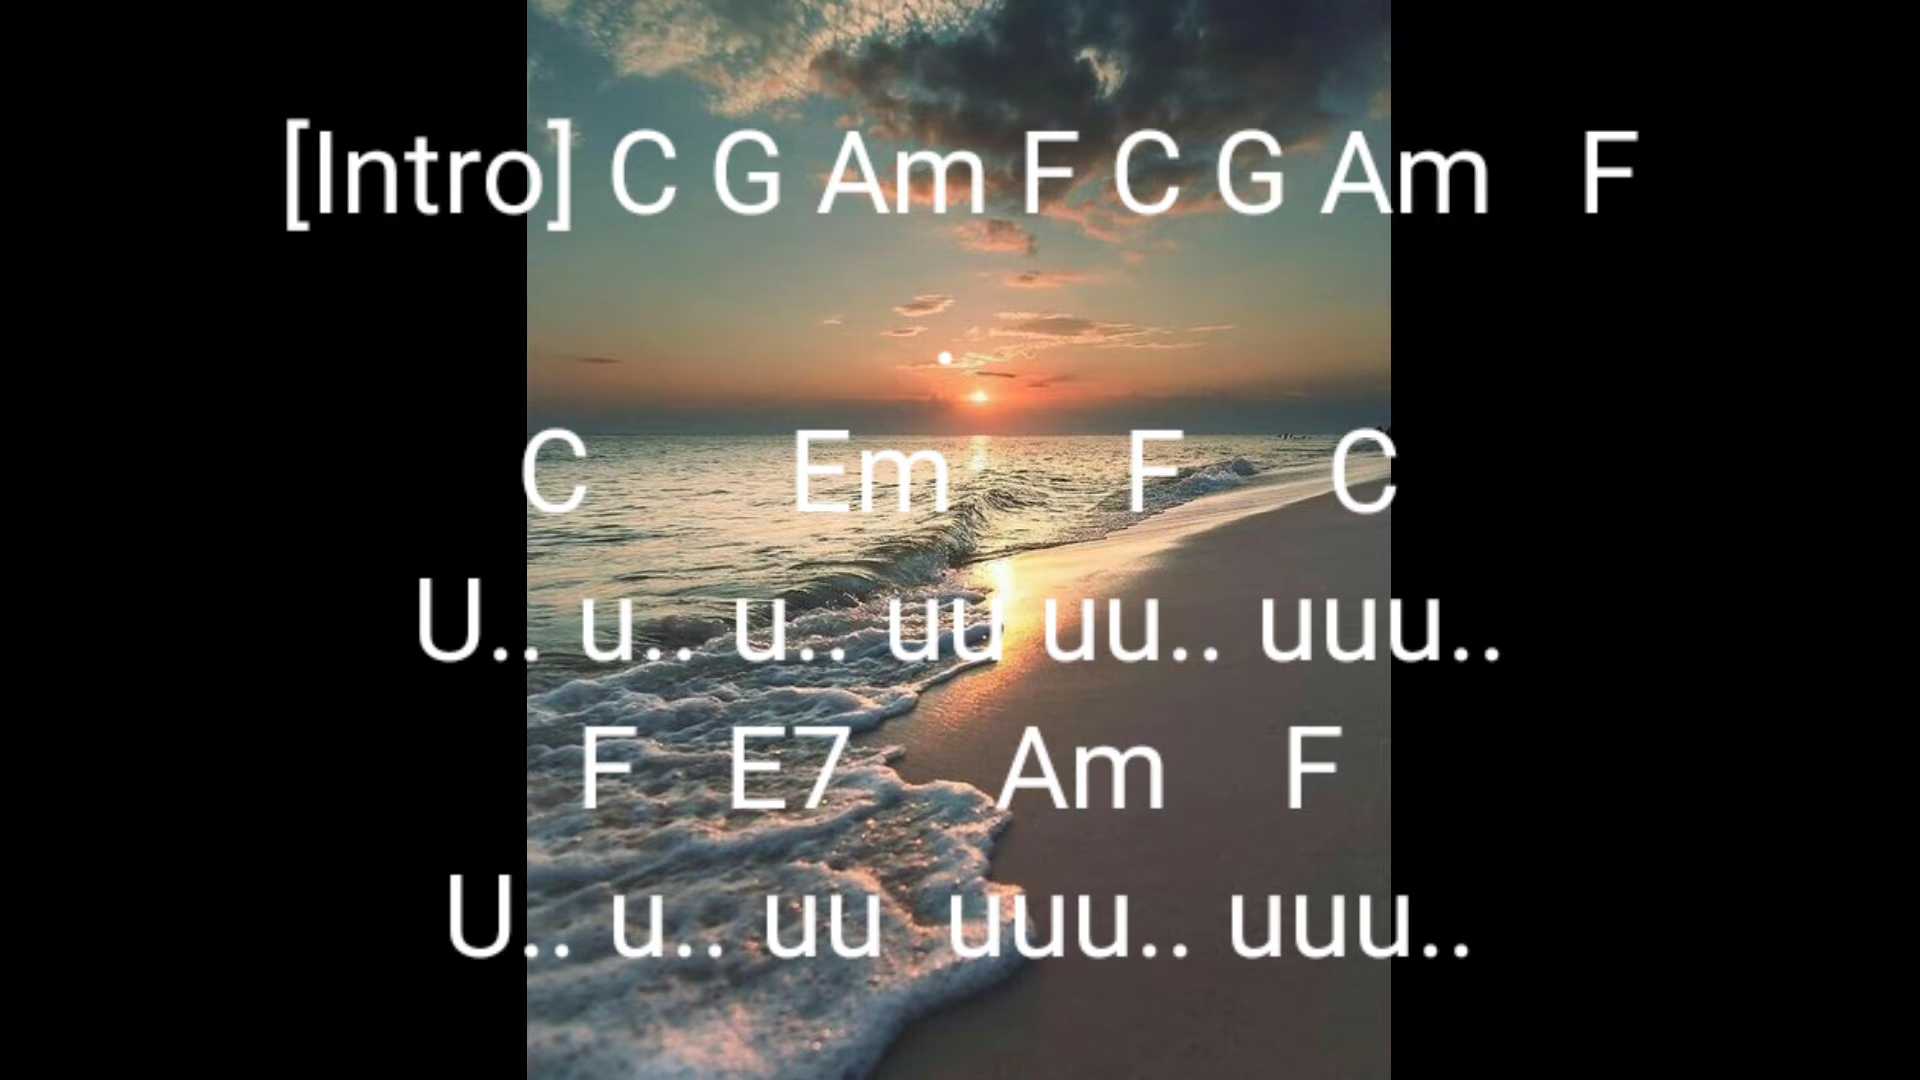 [Intro] C G Am F C G Am F
C Em F C
U.. u.. u.. uu uu.. uuu..
F E7 Am F
U.. u.. uu uuu.. uuu..